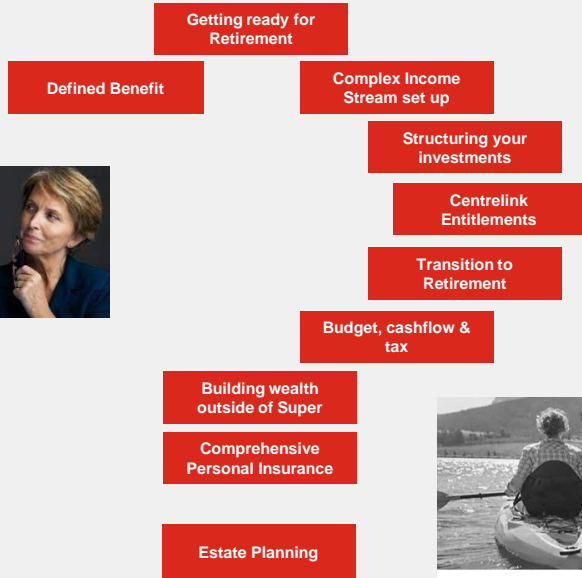 Getting ready for
Retirement
Defined Benefit
Complex Income
Stream set up
Structuring your
investments
Centrelink
Entitlements
Transition to
Retirement
Budget, cashflow &
tax
Building wealth
outside of Super
Comprehensive
Personal Insurance
Estate Planning